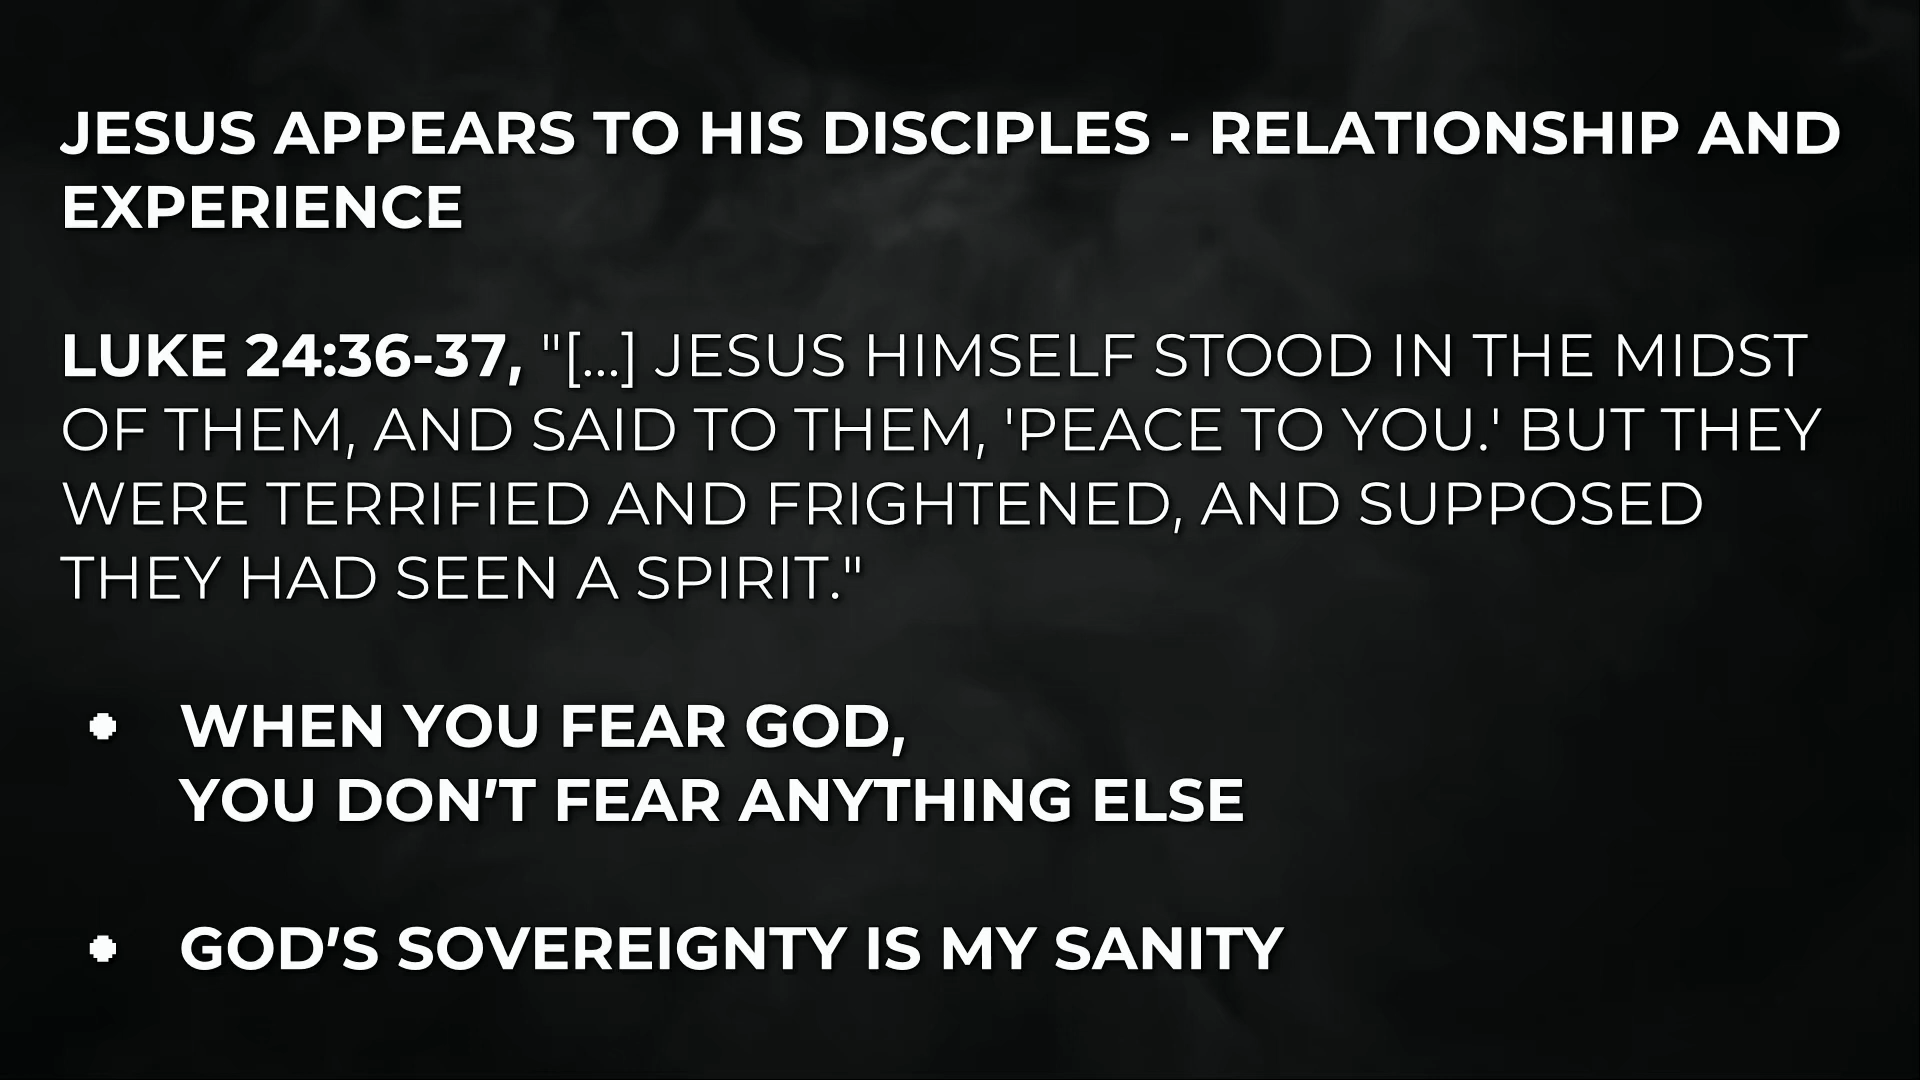 JESUS APPEARS TO HIS DISCIPLES - RELATIONSHIP AND
EXPERIENCE
LUKE 24:36-37, "[...] JESUS HIMSELF STOOD IN THE MIDST
OF THEM, AND SAID TO THEM, 'PEACE TO YOU.' BUT THEY
WERE TERRIFIED AND FRIGHTENED, AND SUPPOSED
THEY HAD SEEN A SPIRIT."
• WHEN YOU FEAR GOD,
YOU DON'T FEAR ANYTHING ELSE
• GOD'S SOVEREIGNTY IS MY SANITY